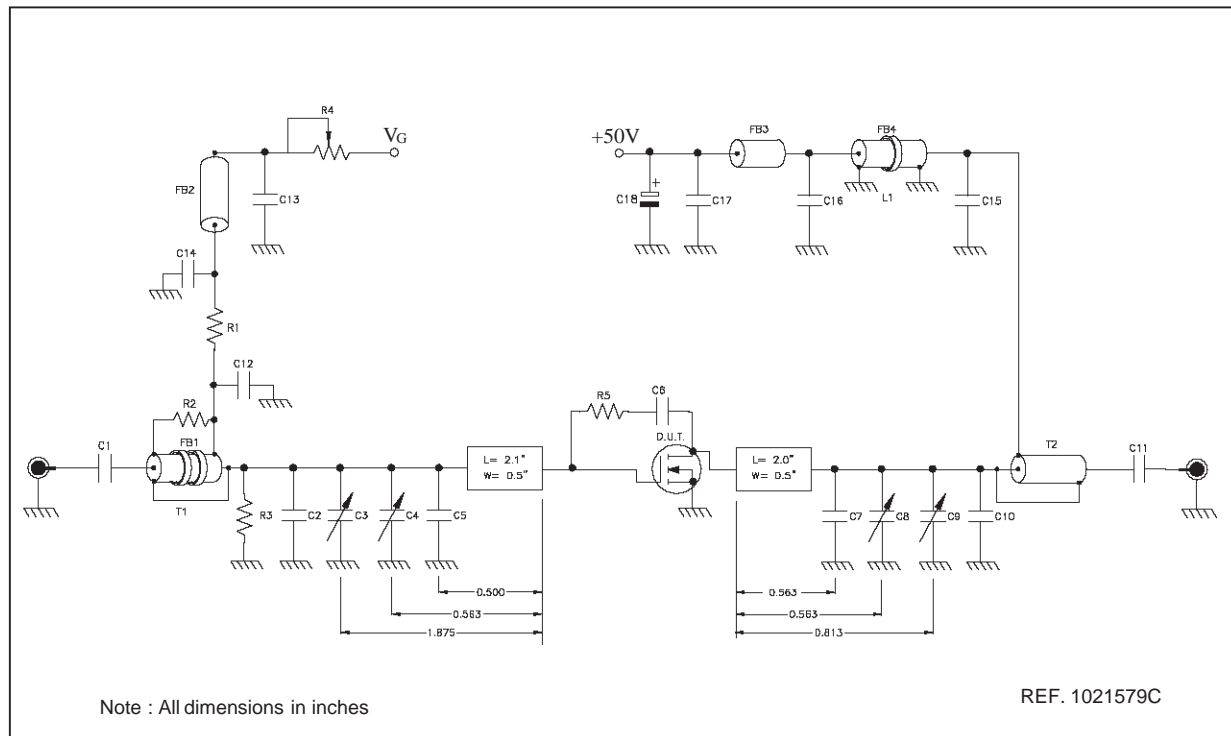 R4
VG
+50V
FB3
FB4
FB2
C13
C18
+
C17
C16
L1
C15
C14
R1
C12
R2
FB1
C1
T1
R3
C2
C3
C4
C5
L= 2.1"
W= 0.5"
R5
C6
D.U.T.
L= 2.0"
W= 0.5"
T2
C11
C7
C8
C9
C10
0.500
0.563
1.875
0.563
0.563
0.813
Note : All dimensions in inches
REF. 1021579C